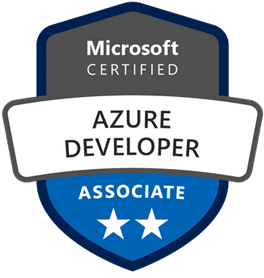 Microsoft
CERTIFIED
AZURE
DEVELOPER
ASSOCIATE